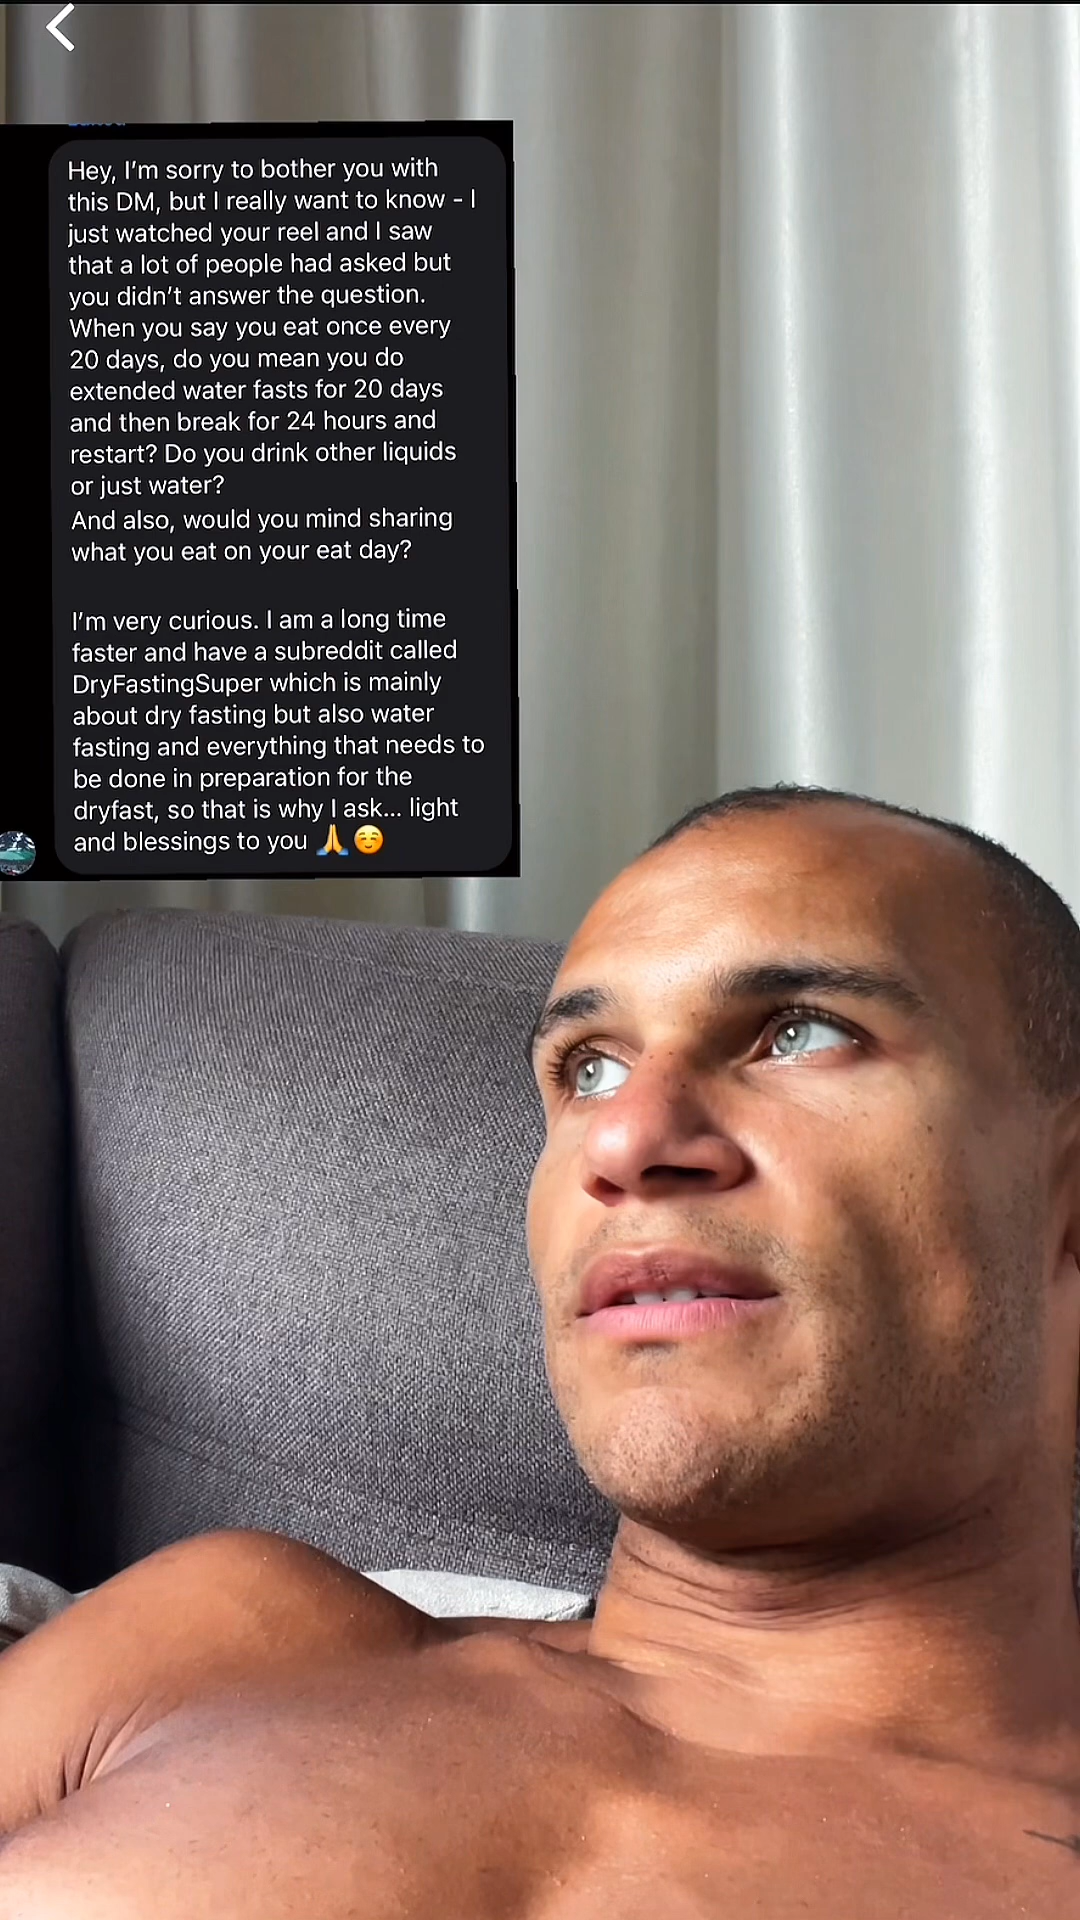 Hey, I'm sorry to bother you with
this DM, but I really want to know - I
just watched your reel and I saw
that a lot of people had asked but
you didn't answer the question.
When you say you eat once every
20 days, do you mean you do
extended water fasts for 20 days
and then break for 24 hours and
restart? Do you drink other liquids
or just water?
And also, would you mind sharing
what you eat on your eat day?
I'm very curious. I am a long time
faster and have a subreddit called
DryFastingSuper which is mainly
about dry fasting but also water
fasting and everything that needs to
be done in preparation for the
dryfast, so that is why I ask... light
and blessings to you 🙏☺️